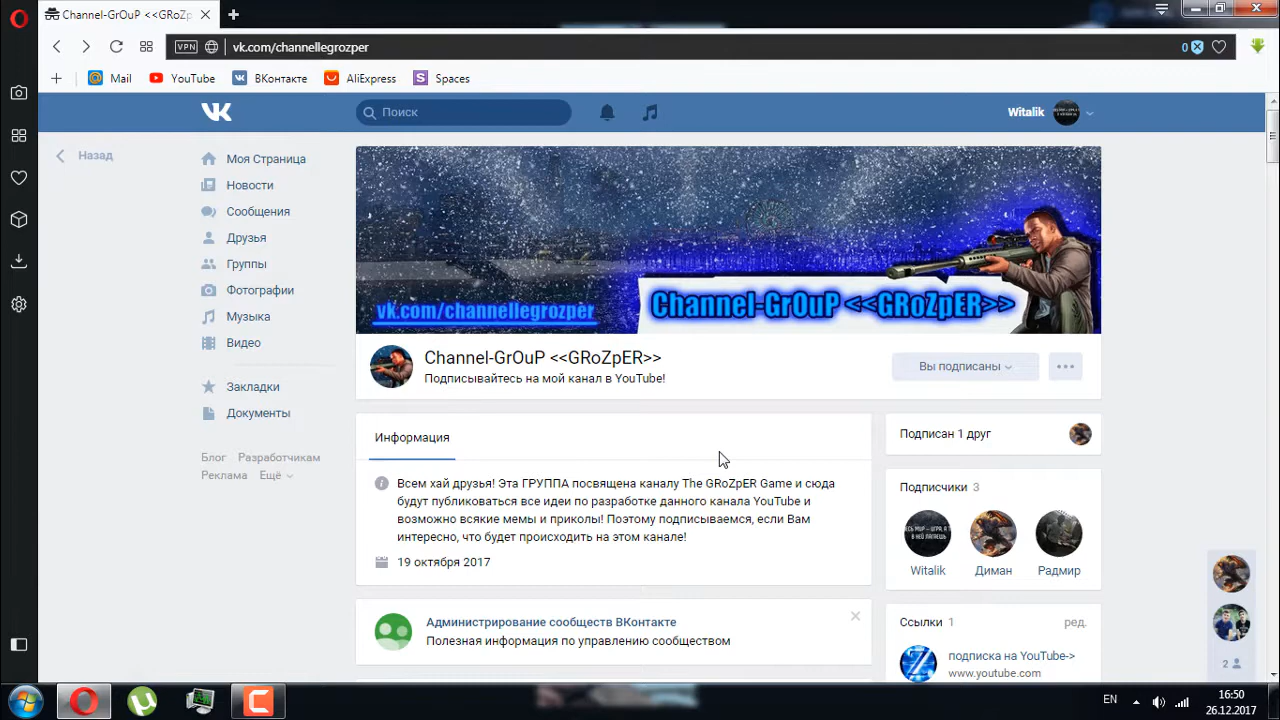 Channel-GrOuP <<GRoZp
VPN vk.com/channellegrozper 0
Mail YouTube ВКонтакте AliExpress S Spaces
Поиск Witalik
Назад
Моя Страница
Новости
Сообщения
Друзья
Группы
Фотографии
Музыка
Видео
Закладки
Документы
Блог Разработчикам
Реклама Ещё
vk.com/channellegrozper
Channel-GrOuP <<GRoZpER>>
Channel-GrOuP <<GRoZpER>>
Подписывайтесь на мой канал в YouTube!
Вы подписаны
Информация
Всем хай друзья! Эта ГРУППА посвящена каналу The GRoZpER Game и сюда
будут публиковаться все идеи по разработке данного канала YouTube и
возможно всякие мемы и приколы! Поэтому подписываемся, если Вам
интересно, что будет происходить на этом канале!
19 октября 2017
Администрирование сообществ ВКонтакте
Полезная информация по управлению сообществом
Подписан 1 друг
Подписчики 3
Witalik Диман Радмир
Ссылки 1 ред.
подписка на YouTube->
www.youtube.com
2
EN
16:50
26.12.2017